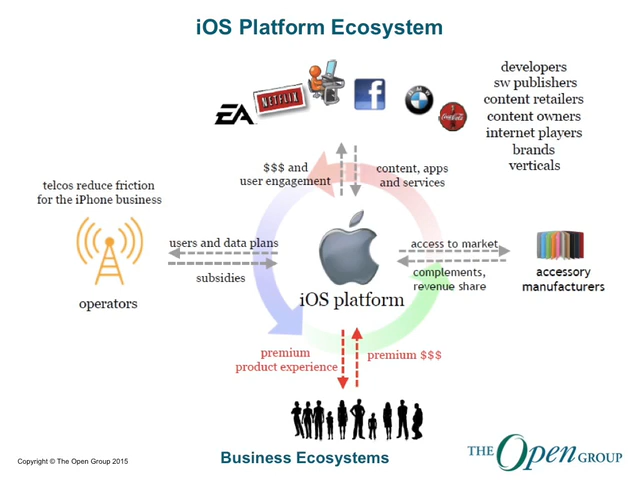 iOS Platform Ecosystem
EA
NETFLIX
f
BMW
Coca-Cola
developers
sw publishers
content retailers
content owners
internet players
brands
verticals
$$$ and
user engagement
content, apps
and services
telcos reduce friction
for the iPhone business
users and data plans
subsidies
operators
iOS platform
access to market
complements,
revenue share
accessory
manufacturers
premium
product experience
premium $$$
Copyright © The Open Group 2015
Business Ecosystems
THE Open GROUP